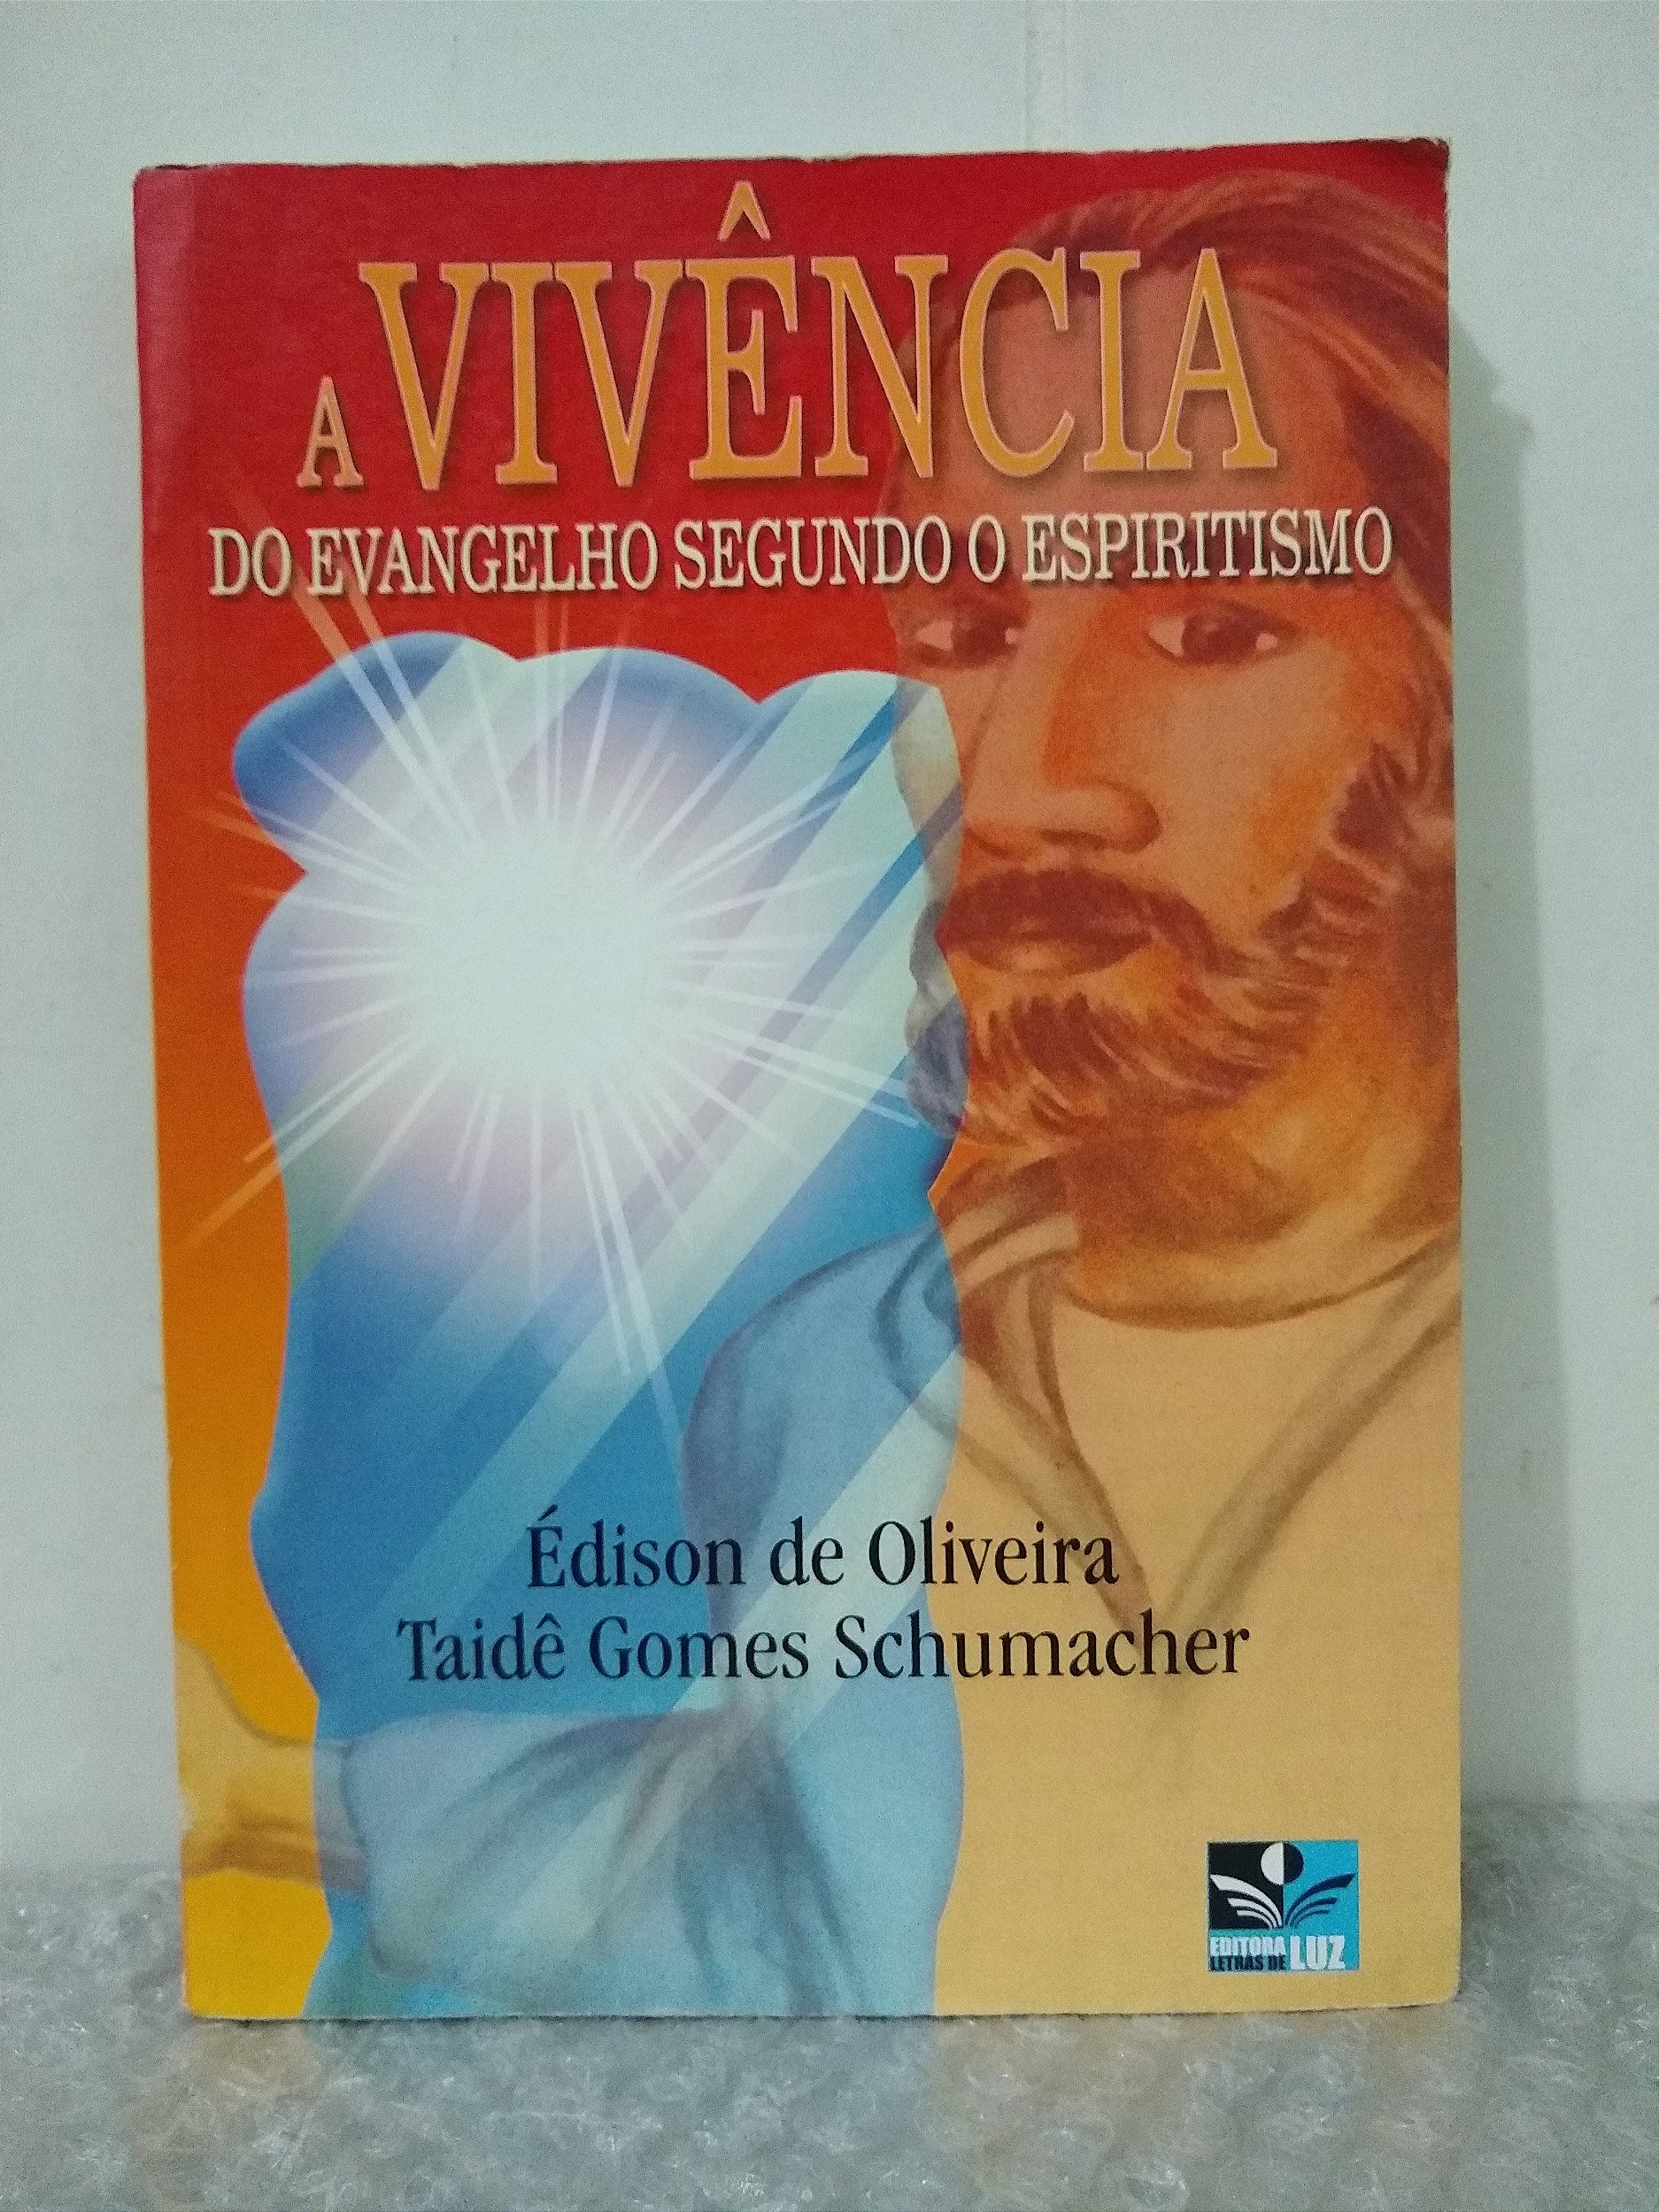 A VIVÊNCIA
DO EVANGELHO SEGUNDO O ESPIRITISMO
Édison de Oliveira
Taidê Gomes Schumacher
EDITORA
LETRAS DE LUZ